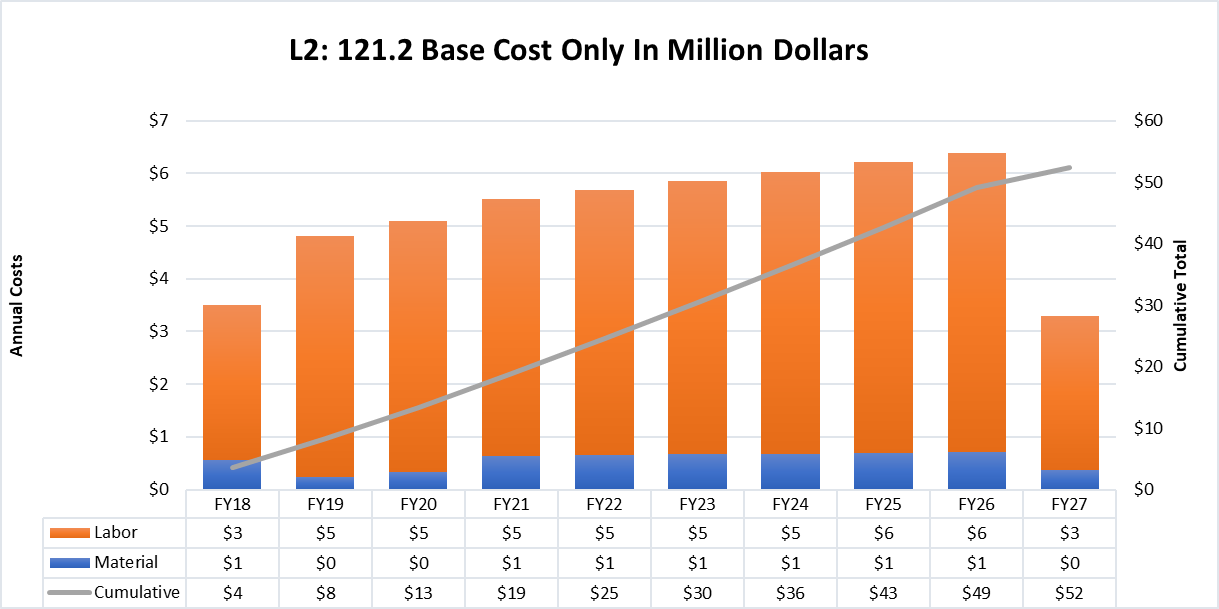 L2: 121.2 Base Cost Only In Million Dollars
Annual Costs
Cumulative Total
$7
$6
$5
$4
$3
$2
$1
$0
$60
$50
$40
$30
$20
$10
$0
FY18 FY19 FY20 FY21 FY22 FY23 FY24 FY25 FY26 FY27
Labor $3 $5 $5 $5 $5 $5 $5 $6 $6 $3
Material $1 $0 $0 $1 $1 $1 $1 $1 $1 $0
Cumulative $4 $8 $13 $19 $25 $30 $36 $43 $49 $52